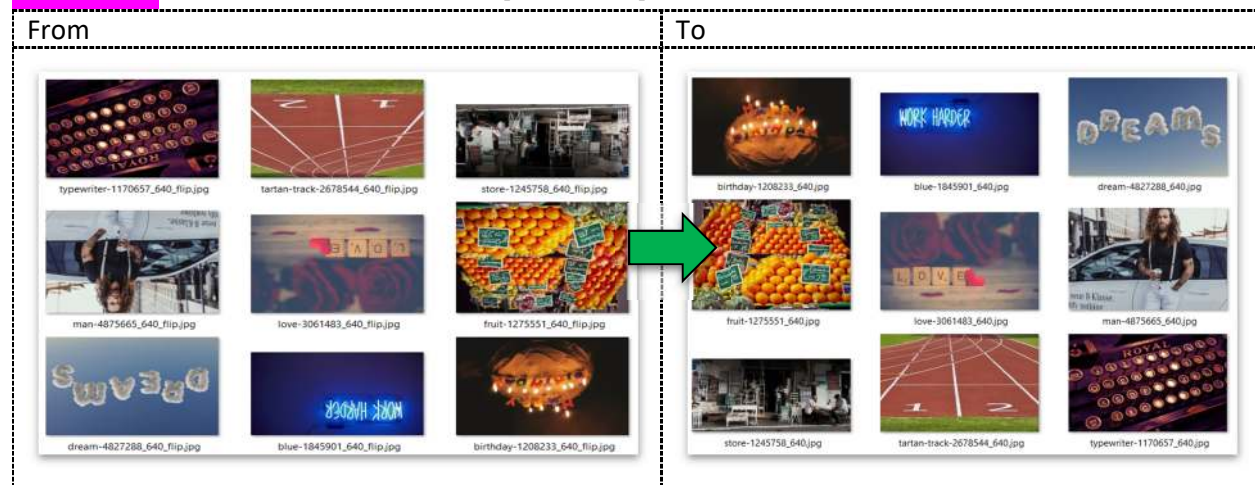 From
To
typewriter-1170657_640_flip.jpg
tartan-track-2678544_640_flip.jpg
store-1245758_640_flip.jpg
man-4875665_640_flip.jpg
love-3061483_640_flip.jpg
fruit-1275551_640_flip.jpg
dream-4827288_640_flip.jpg
blue-1845901_640_flip.jpg
birthday-1208233_640_flip.jpg
WORK HARDER
DREAMS
birthday-1208233_640.jpg
blue-1845901_640.jpg
dream-4827288_640.jpg
LOVE
fruit-1275551_640.jpg
love-3061483_640.jpg
man-4875665_640.jpg
1 2
ROYAL
store-1245758_640.jpg
tartan-track-2678544_640.jpg
typewriter-1170657_640.jpg